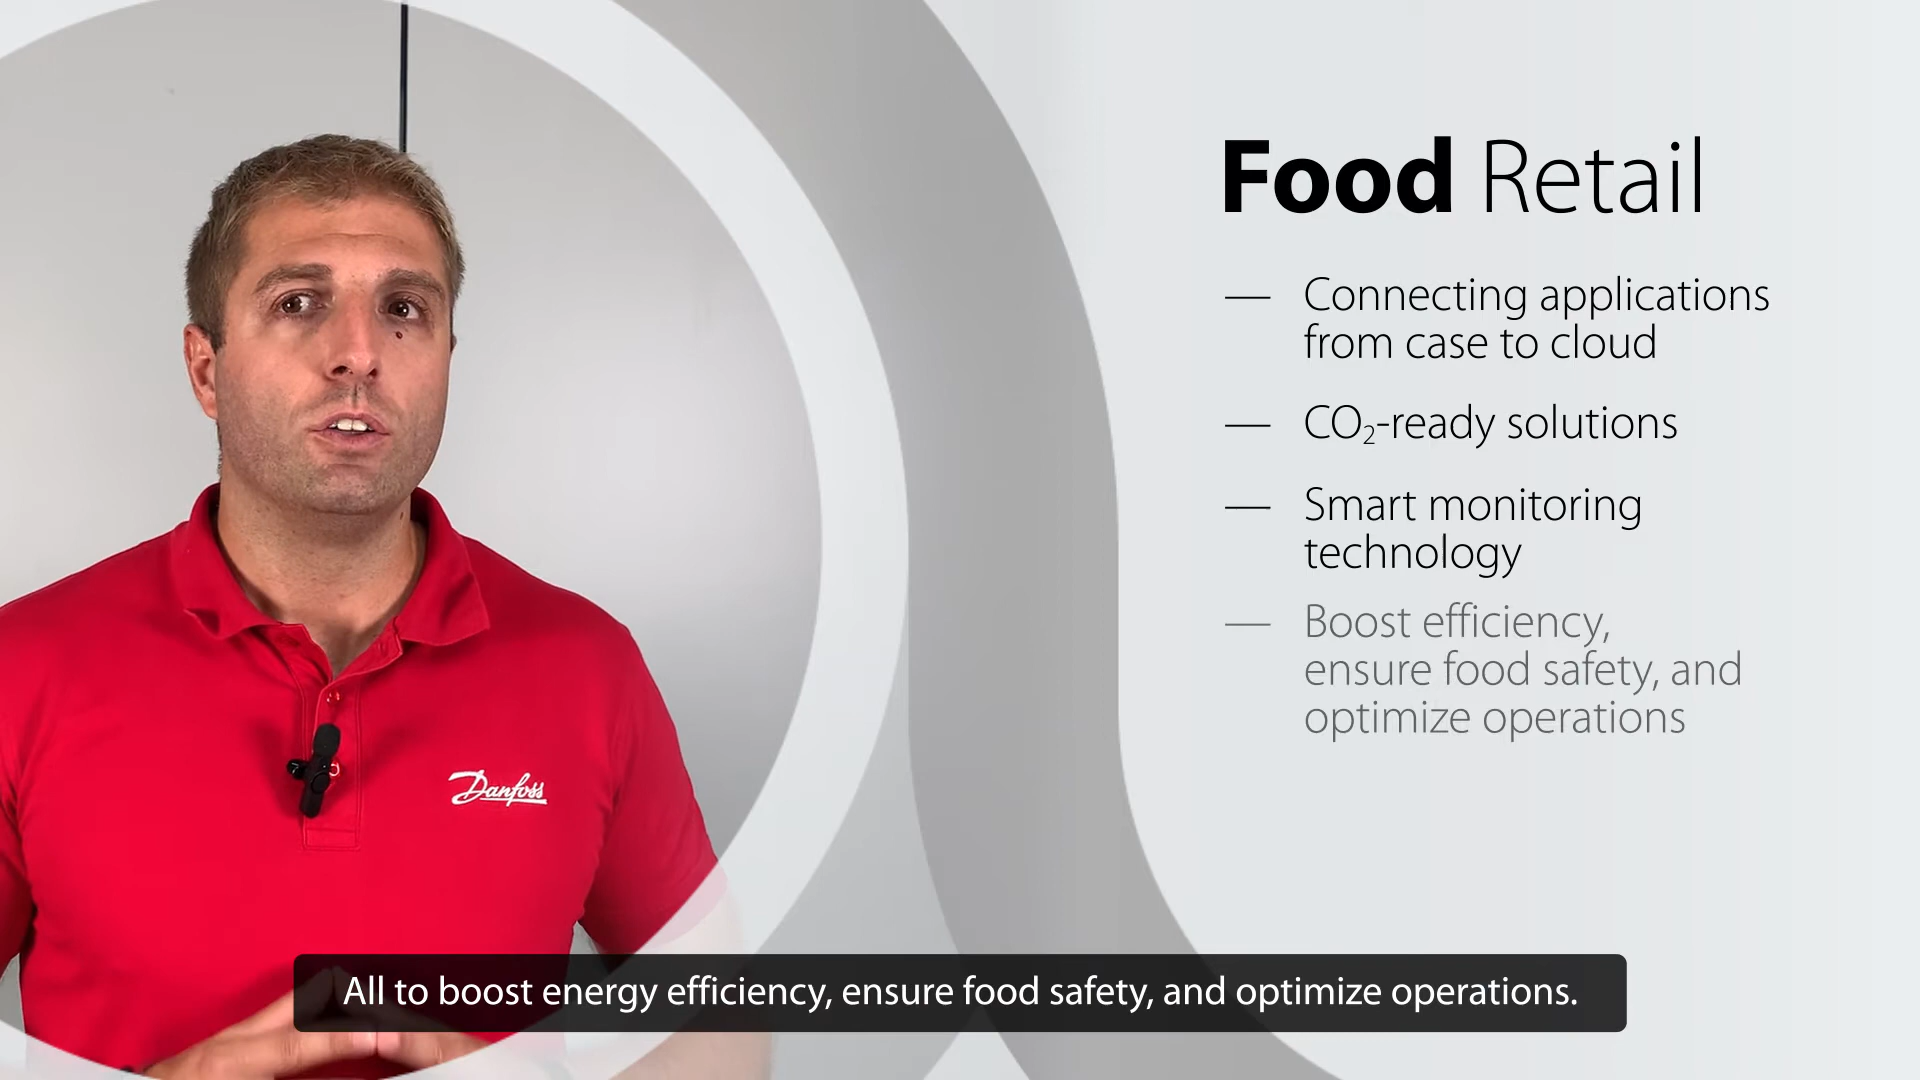 Food Retail
— Connecting applications
from case to cloud
— CO₂-ready solutions
— Smart monitoring
technology
— Boost efficiency,
ensure food safety, and
optimize operations
Danfoss
All to boost energy efficiency, ensure food safety, and optimize operations.